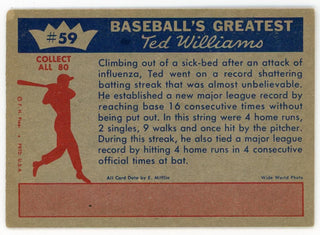 BASEBALL'S GREATEST
#59
Ted Williams
COLLECT
ALL 80
Climbing out of a sick-bed after an attack of
influenza, Ted went on a record shattering
batting streak that was almost unbelievable.
He established a new major league record by
reaching base 16 consecutive times without
being put out. In this string were 4 home runs,
2 singles, 9 walks and once hit by the pitcher.
During this streak, he also tied a major league
record by hitting 4 home runs in 4 consecutive
official times at bat.
All Card Data by E. Mifflin
Wide World Photo